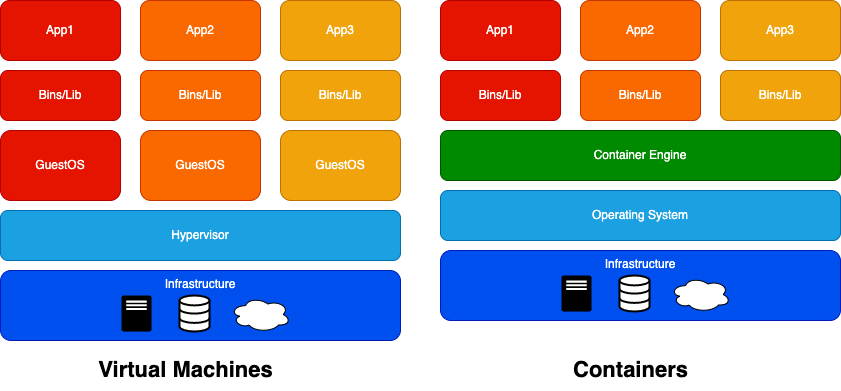 App1
App2
App3
Bins/Lib
Bins/Lib
Bins/Lib
GuestOS
GuestOS
GuestOS
Hypervisor
Infrastructure
Virtual Machines
App1
App2
App3
Bins/Lib
Bins/Lib
Bins/Lib
Container Engine
Operating System
Infrastructure
Containers